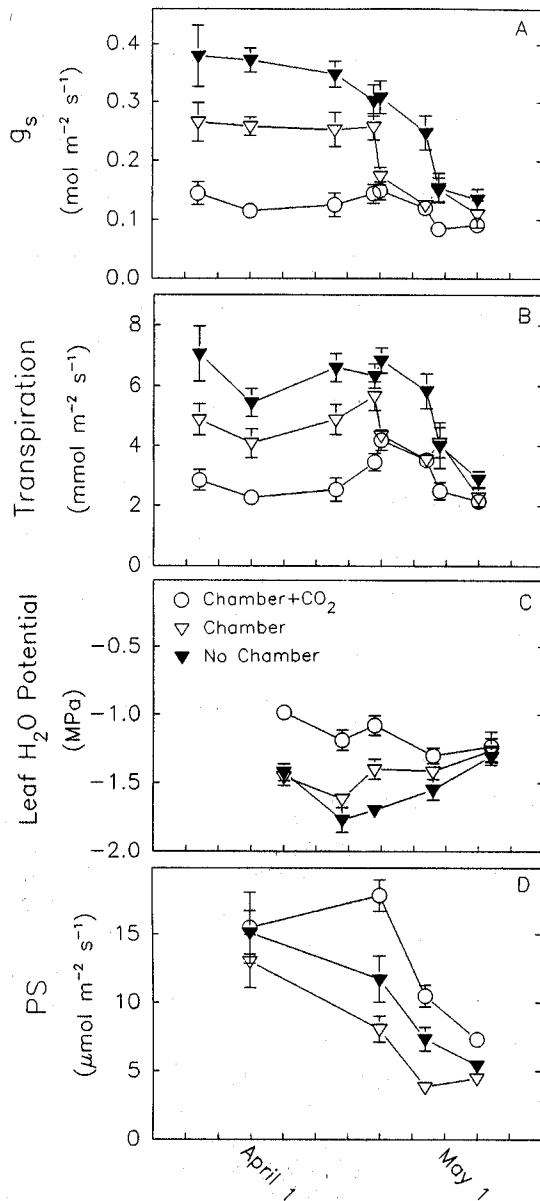 A
0.4
0.3
0.2
0.1
0.0
gs
(mol m⁻² s⁻¹)
B
8
6
4
2
0
Transpiration
(mmol m⁻² s⁻¹)
C
Chamber+CO₂
Chamber
No Chamber
−0.5
−1.0
−1.5
−2.0
Leaf H₂O Potential
(MPa)
D
15
10
5
0
PS
(μmol m⁻² s⁻¹)
April 1
May 1